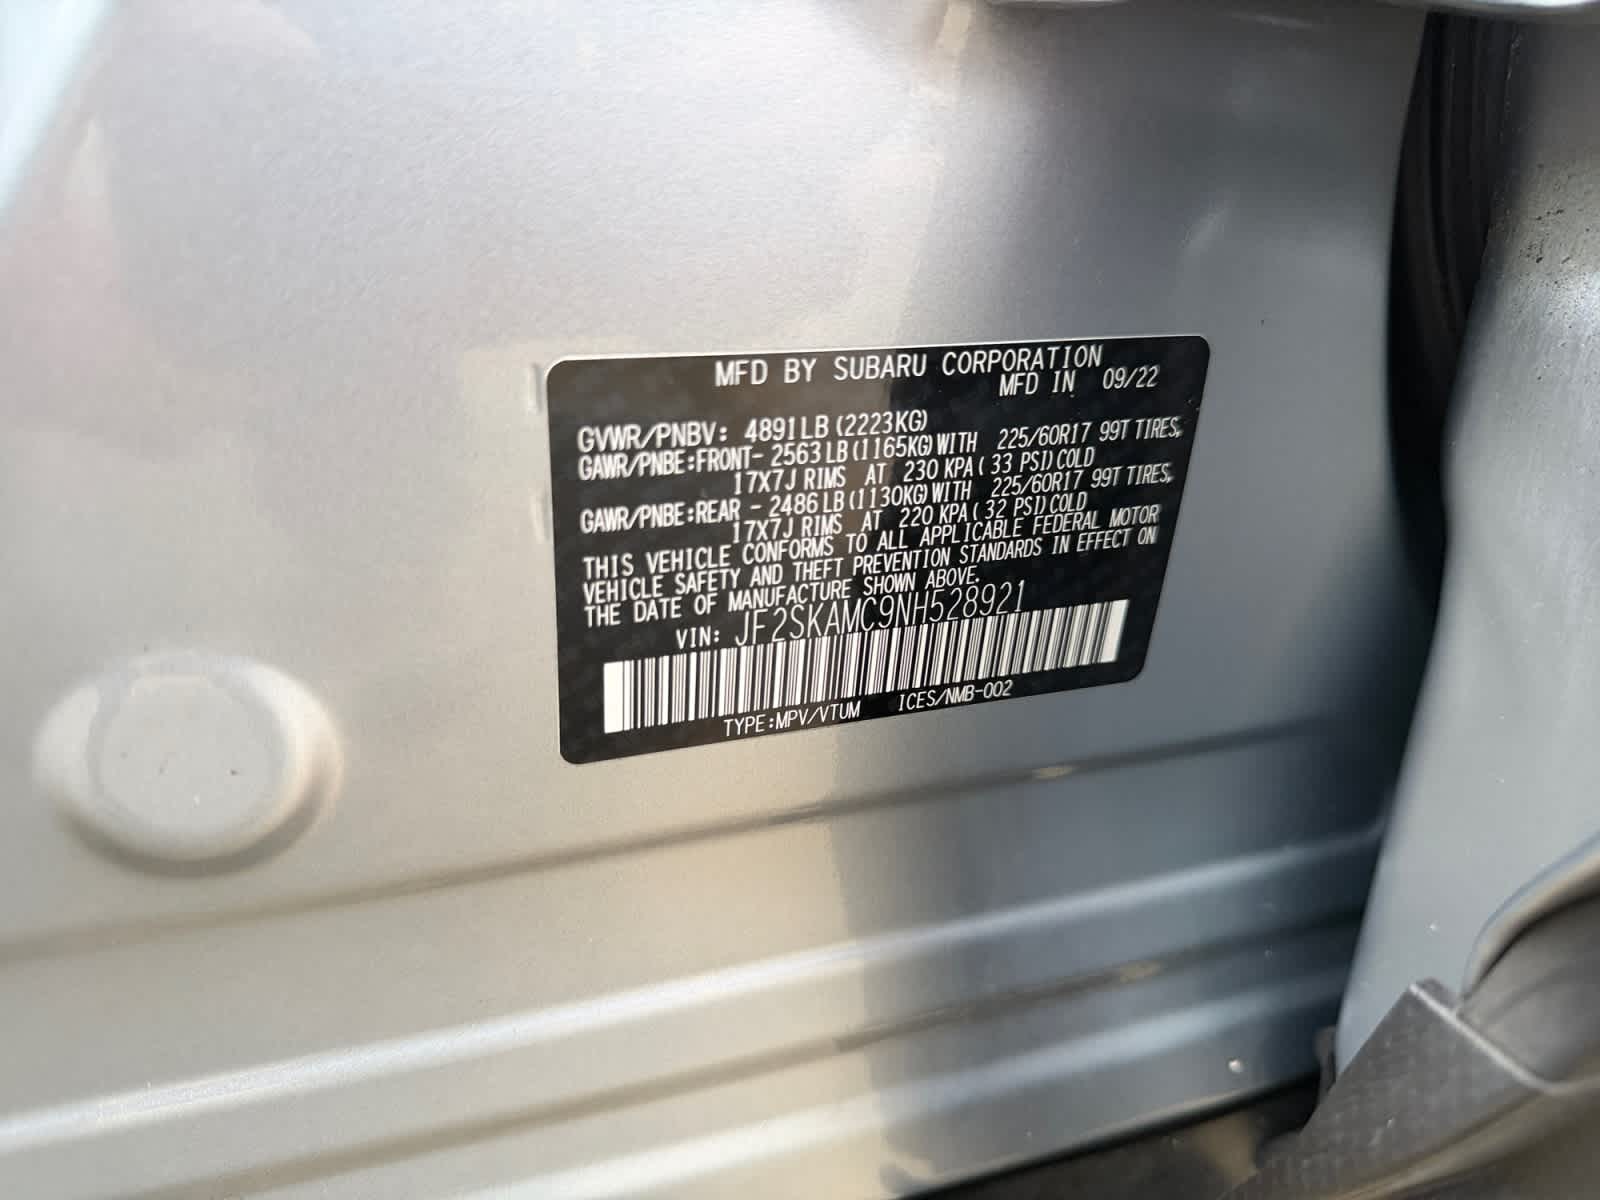 MFD BY SUBARU CORPORATION
MFD IN 09/22
GVWR/PNBV: 4891LB (2223KG)
GAWR/PNBE:FRONT- 2563LB (1165KG) WITH 225/60R17 99T TIRES,
17X7J RIMS AT 230 KPA ( 33 PSI) COLD
GAWR/PNBE:REAR - 2486LB (1130KG) WITH 225/60R17 99T TIRES,
17X7J RIMS AT 220 KPA ( 32 PSI) COLD
THIS VEHICLE CONFORMS TO ALL APPLICABLE FEDERAL MOTOR
VEHICLE SAFETY AND THEFT PREVENTION STANDARDS IN EFFECT ON
THE DATE OF MANUFACTURE SHOWN ABOVE.
VIN: JF2SKAMC9NH528921
TYPE:MPV/VTUM ICES/NMB-002